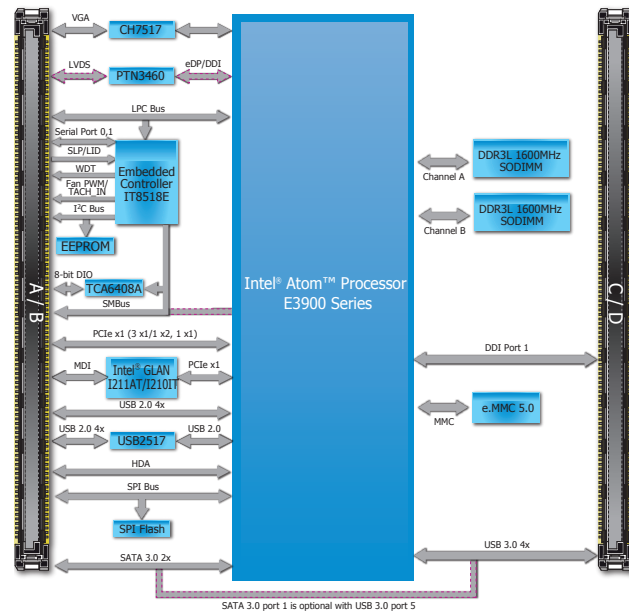 VGA
CH7517
LVDS
PTN3460
eDP/DDI
LPC Bus
Serial Port 0,1
SLP/LID
WDT
Fan PWM/
TACH_IN
I²C Bus
Embedded
Controller
IT8518E
EEPROM
8-bit DIO
TCA6408A
SMBus
PCIe x1 (3 x1/1 x2, 1 x1)
MDI
Intel® GLAN
I211AT/I210IT
PCIe x1
USB 2.0 4x
USB 2.0 4x
USB2517
USB 2.0
HDA
SPI Bus
SPI Flash
SATA 3.0 2x
A / B
Intel® Atom™ Processor
E3900 Series
Channel A
DDR3L 1600MHz
SODIMM
Channel B
DDR3L 1600MHz
SODIMM
DDI Port 1
MMC
e.MMC 5.0
USB 3.0 4x
C / D
SATA 3.0 port 1 is optional with USB 3.0 port 5